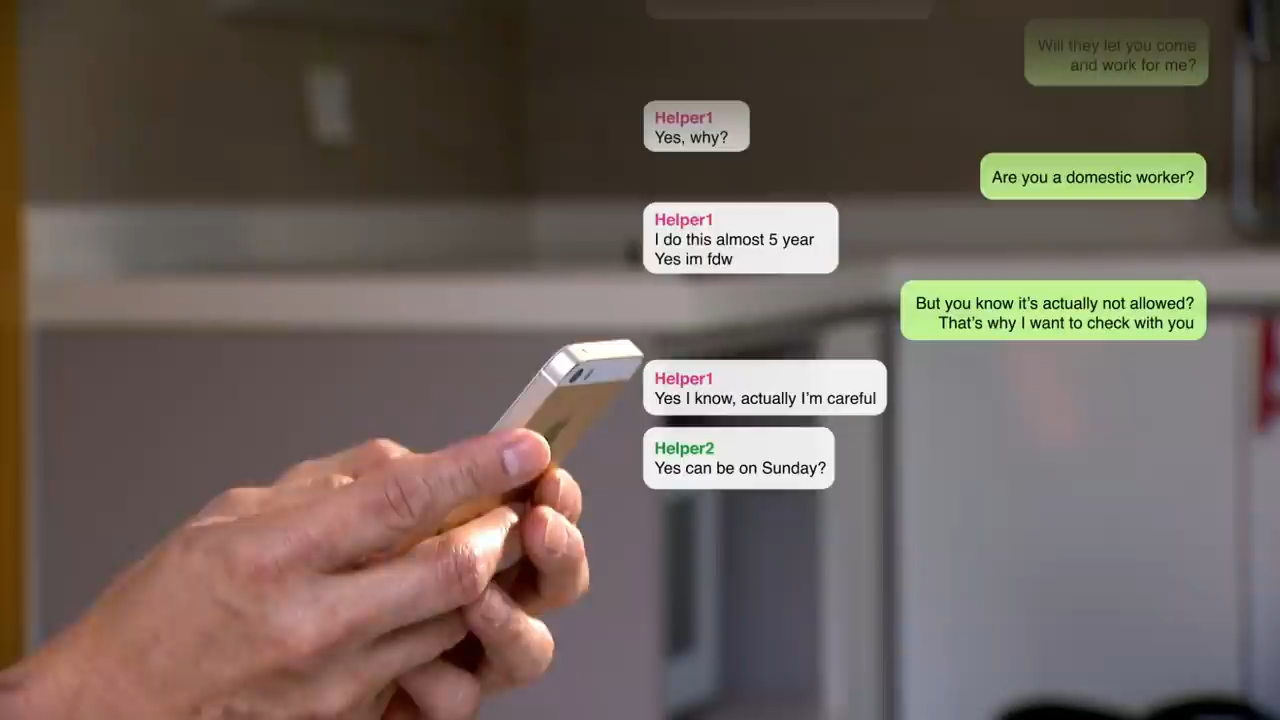 Will they let you come
and work for me?
Helper1
Yes, why?
Are you a domestic worker?
Helper1
I do this almost 5 year
Yes im fdw
But you know it's actually not allowed?
That's why I want to check with you
Helper1
Yes I know, actually I'm careful
Helper2
Yes can be on Sunday?